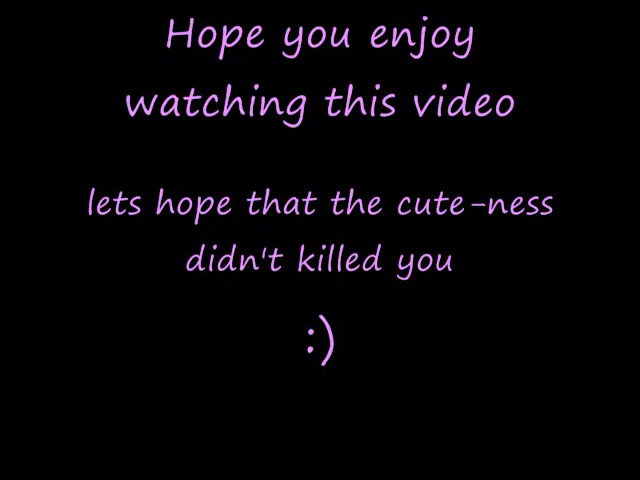 Hope you enjoy
watching this video
lets hope that the cute-ness
didn't killed you
:)